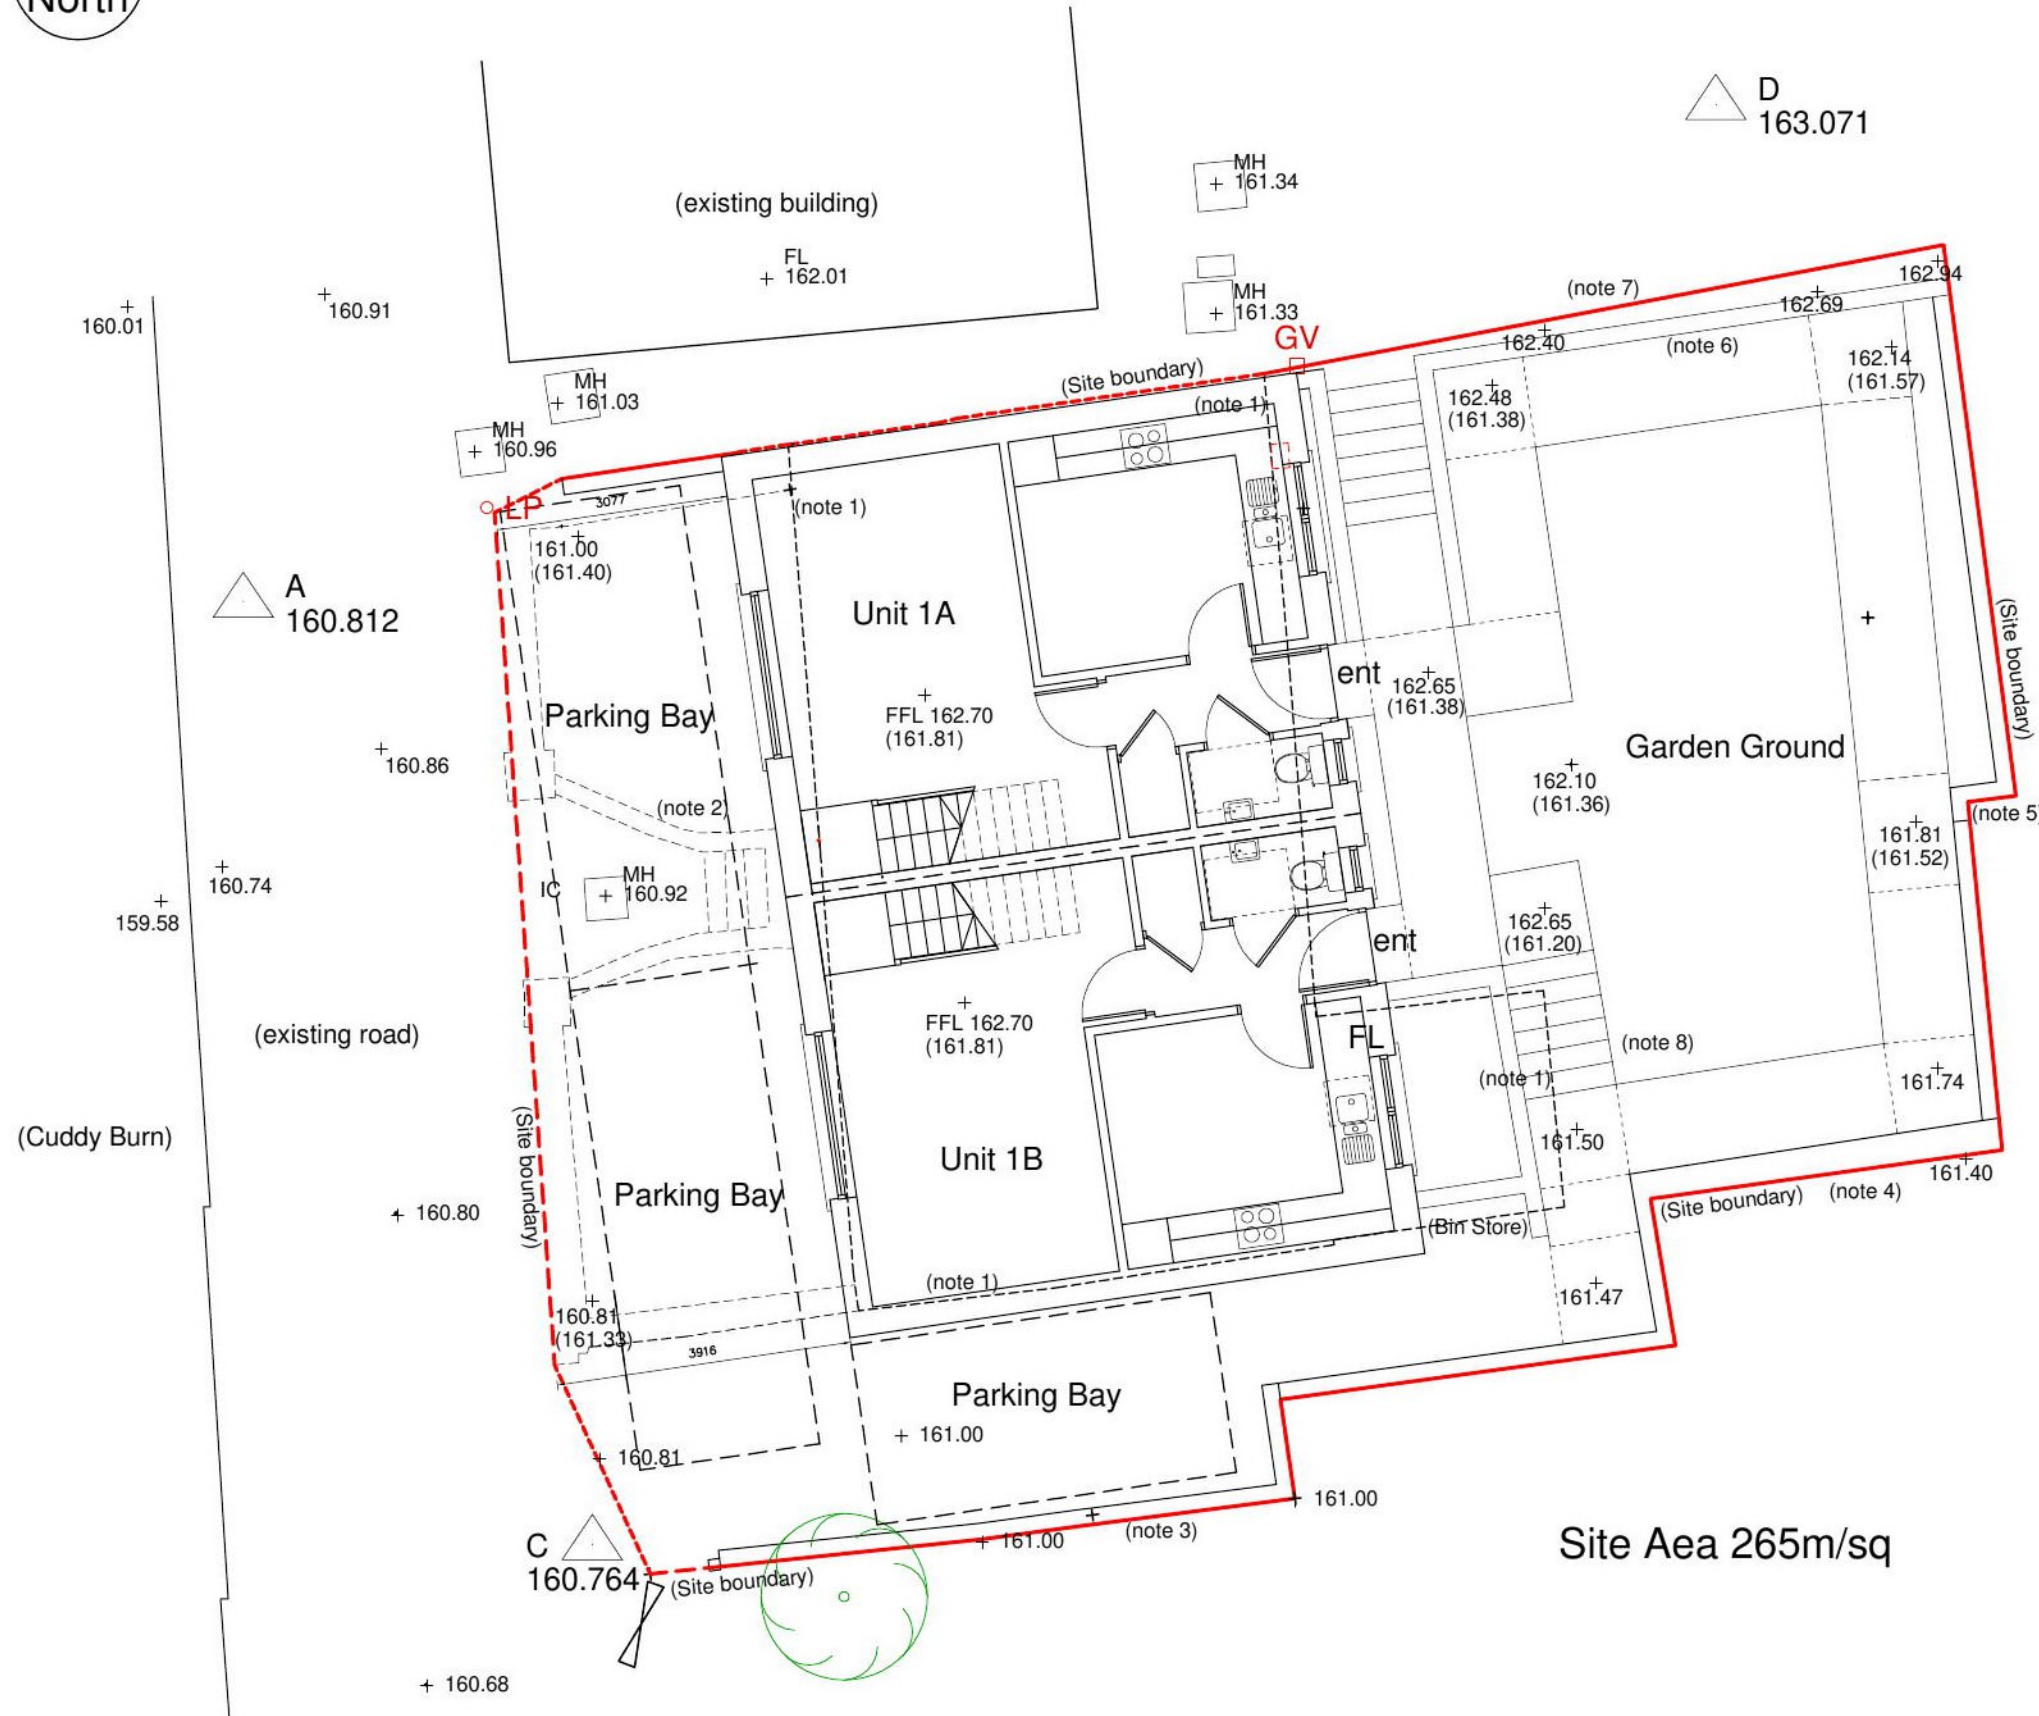 North
D
163.071
MH
161.34
(existing building)
FL
162.01
MH
161.33
GV
(note 7)
162.94
162.69
162.40
(note 6)
162.14
(161.57)
160.01
160.91
(Site boundary)
(note 1)
162.48
(161.38)
MH
161.03
MH
160.96
LP
3077
(note 1)
161.00
(161.40)
A
160.812
Unit 1A
(Site boundary)
ent
162.65
(161.38)
Parking Bay
FFL 162.70
(161.81)
Garden Ground
160.86
162.10
(161.36)
(note 2)
(note 5)
161.81
(161.52)
160.74
159.58
IC
MH
160.92
162.65
(161.20)
ent
FFL 162.70
(161.81)
(existing road)
FL
(note 8)
(note 1)
161.74
(Cuddy Burn)
(Site boundary)
161.50
Unit 1B
161.40
Parking Bay
160.80
(Site boundary)
(note 4)
(Bin Store)
(note 1)
161.47
160.81
(161.33)
3916
Parking Bay
161.00
160.81
161.00
C
160.764
161.00
(note 3)
Site Aea 265m/sq
(Site boundary)
160.68